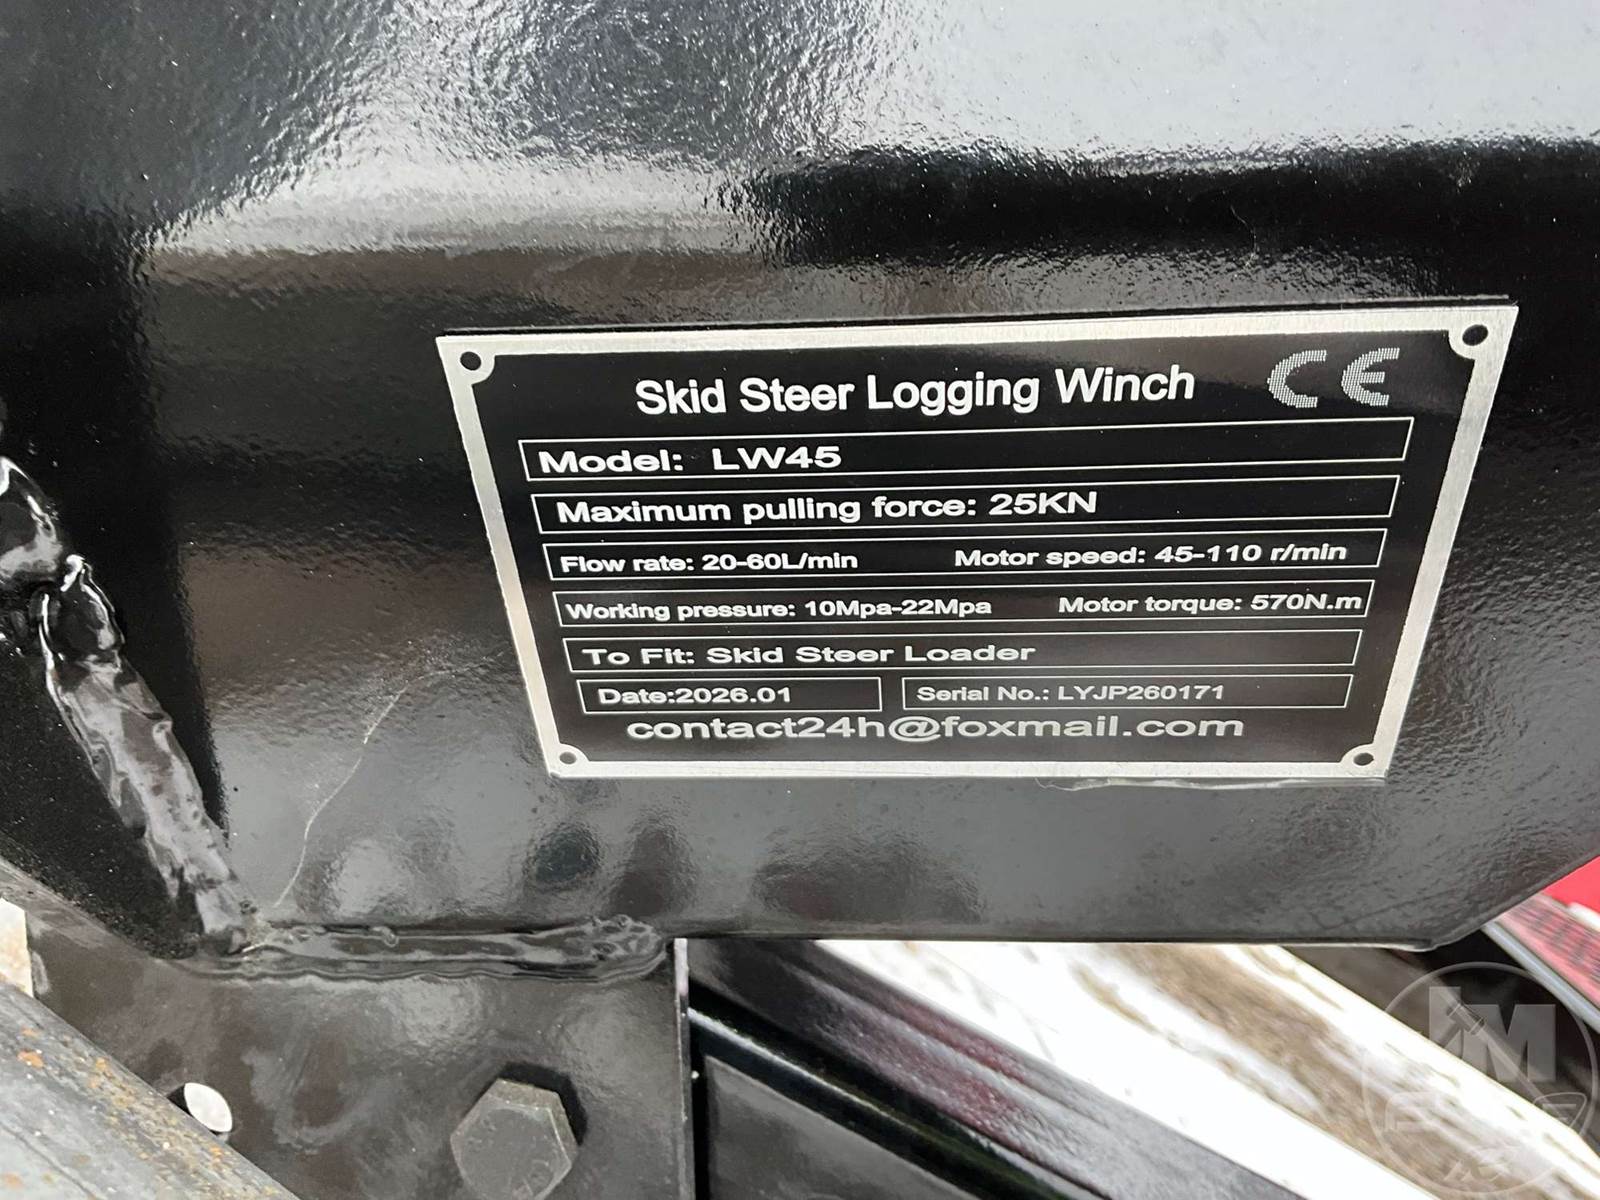 Skid Steer Logging Winch CE
Model: LW45
Maximum pulling force: 25KN
Flow rate: 20-60L/min Motor speed: 45-110 r/min
Working pressure: 10Mpa-22Mpa Motor torque: 570N.m
To Fit: Skid Steer Loader
Date:2026.01 Serial No.: LYJP260171
contact24h@foxmail.com